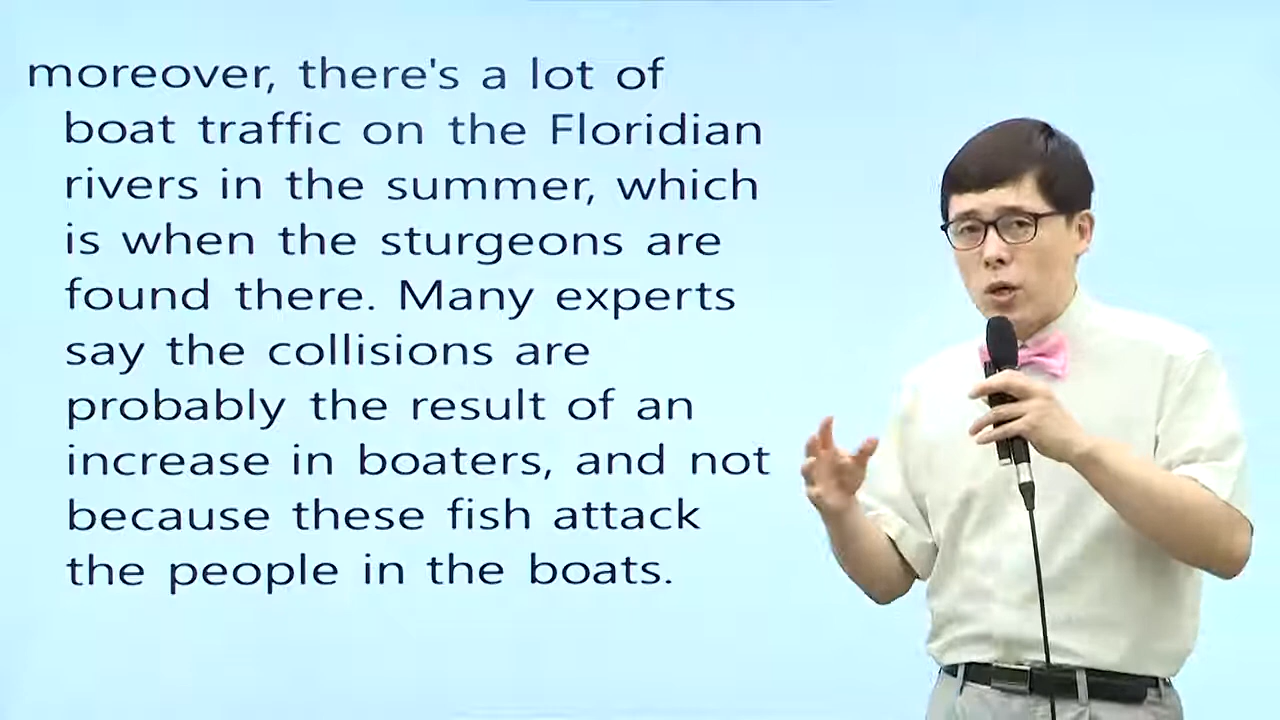 moreover, there's a lot of
boat traffic on the Floridian
rivers in the summer, which
is when the sturgeons are
found there. Many experts
say the collisions are
probably the result of an
increase in boaters, and not
because these fish attack
the people in the boats.